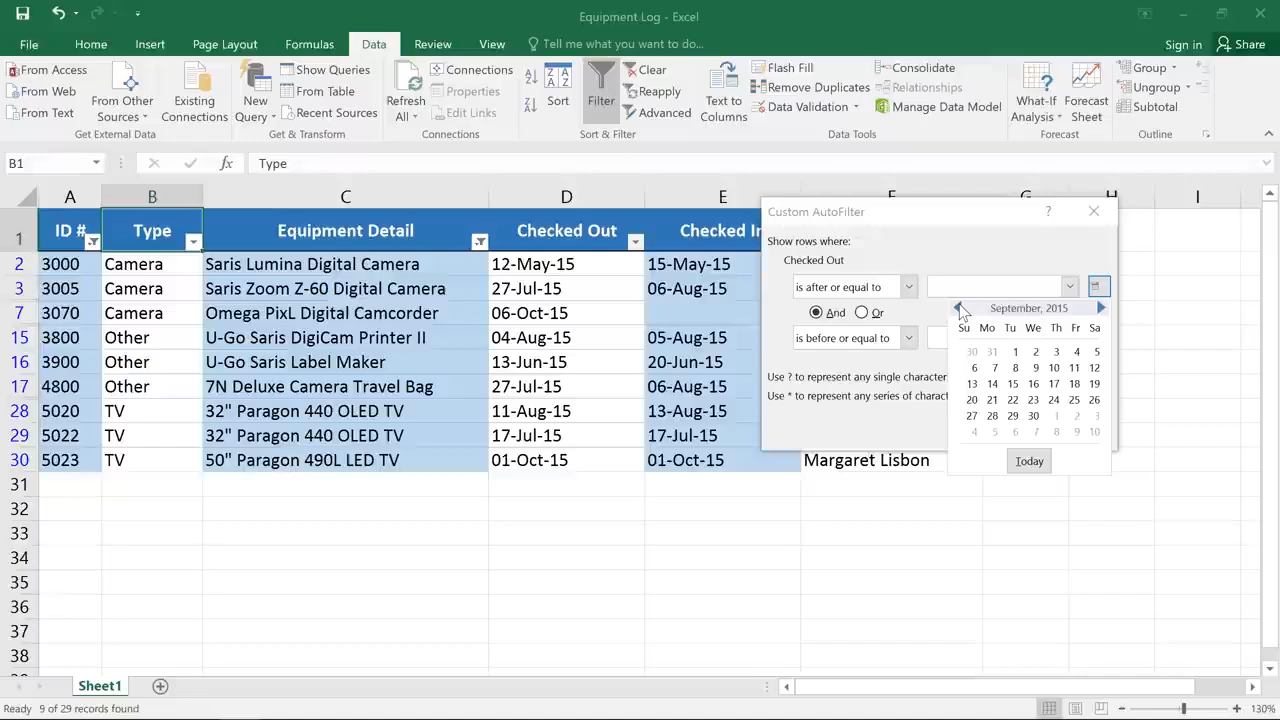 Equipment Log - Excel
File Home Insert Page Layout Formulas Data Review View Tell me what you want to do... Sign in Share
From Access
From Web
From Text
From Other Sources
Existing Connections
Get External Data
New Query
Show Queries
From Table
Recent Sources
Get & Transform
Refresh All
Connections
Properties
Edit Links
Connections
Sort
Filter
Clear
Reapply
Advanced
Sort & Filter
Text to Columns
Flash Fill
Remove Duplicates
Data Validation
Consolidate
Relationships
Manage Data Model
Data Tools
What-If Analysis
Forecast Sheet
Forecast
Group
Ungroup
Subtotal
Outline
B1 fx Type
A B C D E F G H I
1 ID # Type Equipment Detail Checked Out Checked In
2 3000 Camera Saris Lumina Digital Camera 12-May-15 15-May-15
3 3005 Camera Saris Zoom Z-60 Digital Camera 27-Jul-15 06-Aug-15
7 3070 Camera Omega PixL Digital Camcorder 06-Oct-15
15 3800 Other U-Go Saris DigiCam Printer II 04-Aug-15 05-Aug-15
16 3900 Other U-Go Saris Label Maker 13-Jun-15 20-Jun-15
17 4800 Other 7N Deluxe Camera Travel Bag 27-Jul-15 06-Aug-15
28 5020 TV 32" Paragon 440 OLED TV 11-Aug-15 13-Aug-15
29 5022 TV 32" Paragon 440 OLED TV 17-Jul-15 17-Jul-15
30 5023 TV 50" Paragon 490L LED TV 01-Oct-15 01-Oct-15 Margaret Lisbon
31
32
33
34
35
36
37
38
Custom AutoFilter ?
Show rows where:
Checked Out
is after or equal to
And Or
is before or equal to
Use ? to represent any single character
Use * to represent any series of charact
September, 2015
Su Mo Tu We Th Fr Sa
30 31 1 2 3 4 5
6 7 8 9 10 11 12
13 14 15 16 17 18 19
20 21 22 23 24 25 26
27 28 29 30 1 2 3
4 5 6 7 8 9 10
Today
Sheet1
Ready 9 of 29 records found 130%